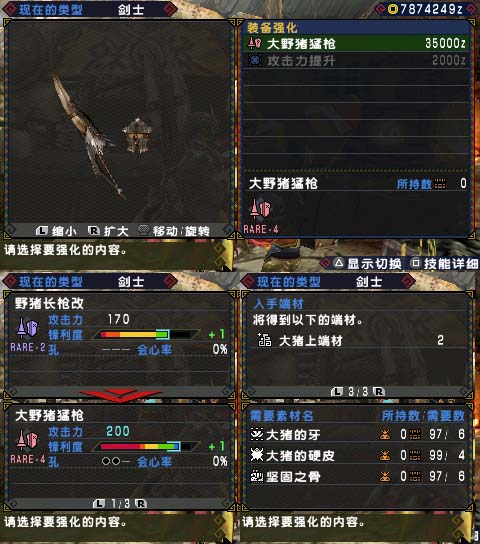 现在的类型 剑士
L 缩小 R 扩大 移动/旋转
请选择要强化的内容。
7874249z
装备强化
大野猪猛枪 35000z
攻击力提升 2000z
大野猪猛枪 所持数 0
RARE-4
△显示切换 □技能详细
现在的类型 剑士
野猪长枪改
攻击力 170
锋利度 +1
RARE-2 孔 --- 会心率 0%
大野猪猛枪
攻击力 200
锋利度 +1
RARE-4 孔 ○○- 会心率 0%
L 1/3 R
请选择要强化的内容。
现在的类型 剑士
入手端材
将得到以下的端材。
大猪上端材 2
L 3/3 R
需要素材名 所持数/需要数
大猪的牙 0 97/ 6
大猪的硬皮 0 99/ 4
坚固之骨 0 97/ 6
请选择要强化的内容。